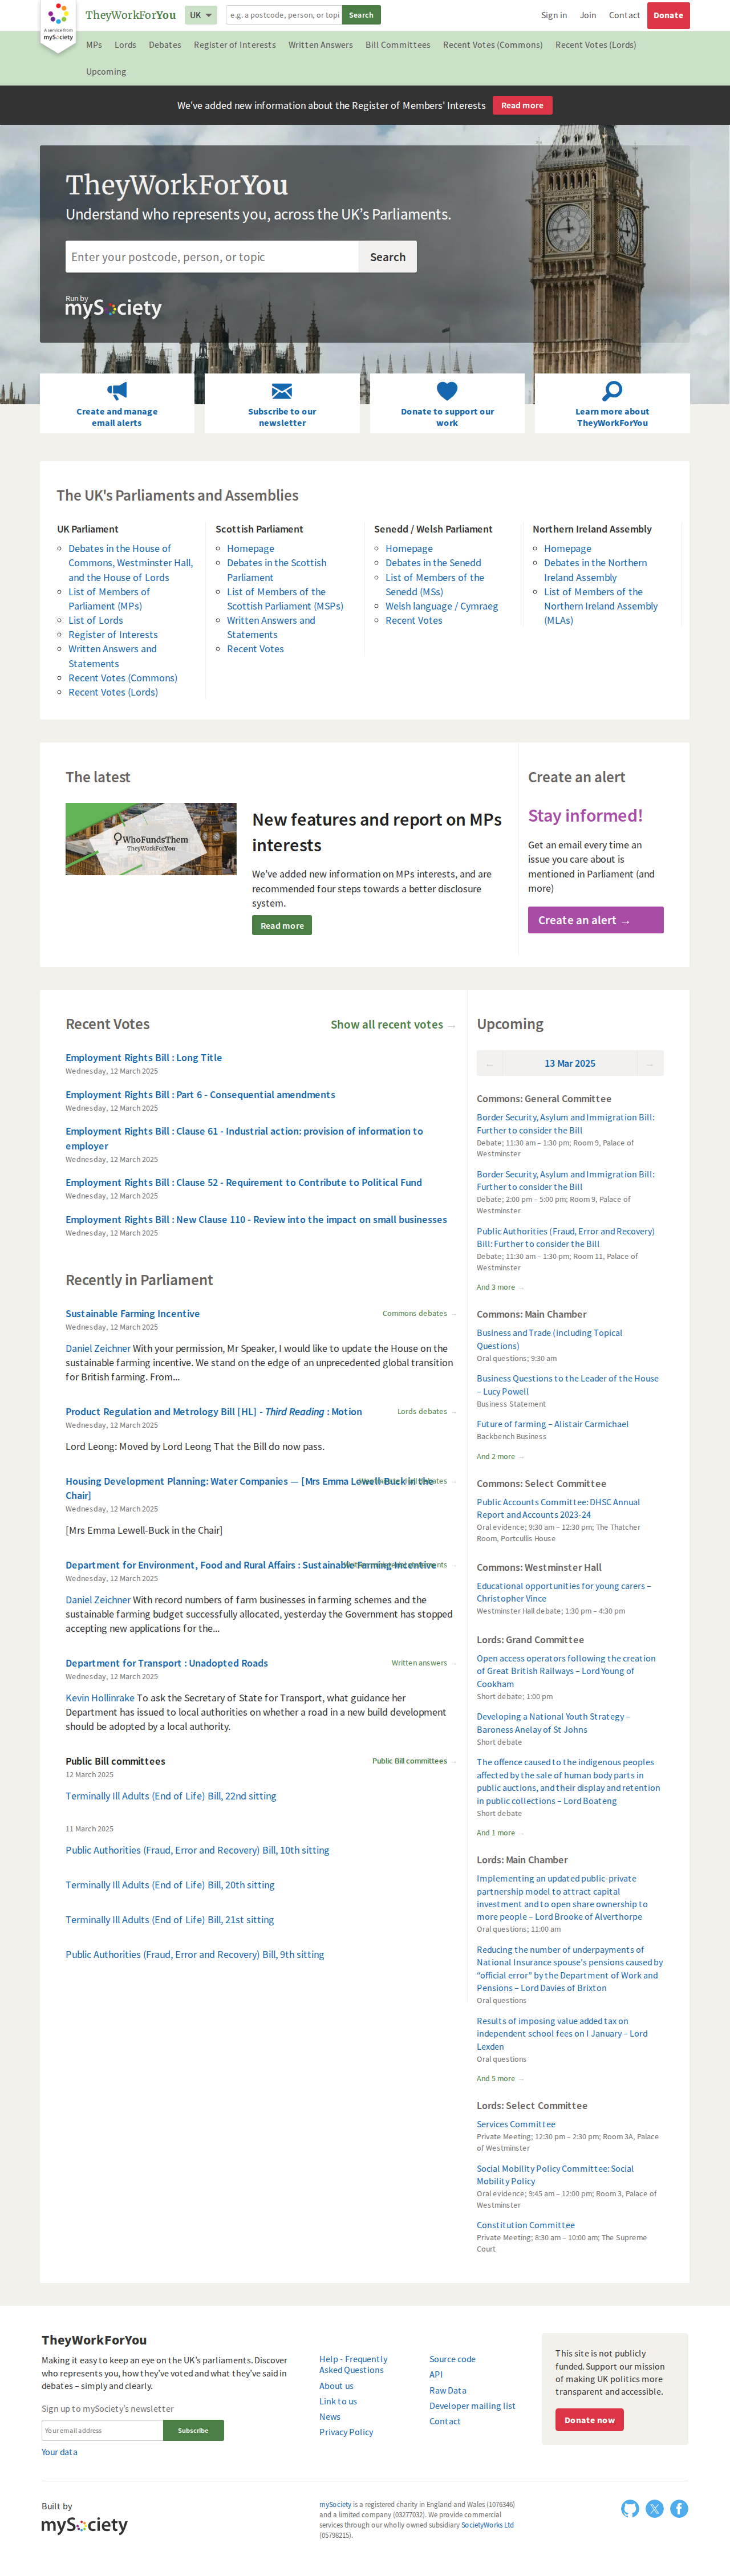 A service from
mySociety
TheyWorkForYou
UK
e.g. a postcode, person, or topi
Search
Sign in
Join
Contact
Donate
MPs
Lords
Debates
Register of Interests
Written Answers
Bill Committees
Recent Votes (Commons)
Recent Votes (Lords)
Upcoming
We've added new information about the Register of Members' Interests
Read more
TheyWorkForYou
Understand who represents you, across the UK's Parliaments.
Enter your postcode, person, or topic
Search
Run by
mySociety
Create and manage
email alerts
Subscribe to our
newsletter
Donate to support our
work
Learn more about
TheyWorkForYou
The UK's Parliaments and Assemblies
UK Parliament
Debates in the House of
Commons, Westminster Hall,
and the House of Lords
List of Members of
Parliament (MPs)
List of Lords
Register of Interests
Written Answers and
Statements
Recent Votes (Commons)
Recent Votes (Lords)
Scottish Parliament
Homepage
Debates in the Scottish
Parliament
List of Members of the
Scottish Parliament (MSPs)
Written Answers and
Statements
Recent Votes
Senedd / Welsh Parliament
Homepage
Debates in the Senedd
List of Members of the
Senedd (MSs)
Welsh language / Cymraeg
Recent Votes
Northern Ireland Assembly
Homepage
Debates in the Northern
Ireland Assembly
List of Members of the
Northern Ireland Assembly
(MLAs)
The latest
WhoFundsThem
TheyWorkForYou
New features and report on MPs
interests
We've added new information on MPs interests, and are
recommended four steps towards a better disclosure
system.
Read more
Create an alert
Stay informed!
Get an email every time an
issue you care about is
mentioned in Parliament (and
more)
Create an alert →
Recent Votes
Show all recent votes →
Employment Rights Bill : Long Title
Wednesday, 12 March 2025
Employment Rights Bill : Part 6 - Consequential amendments
Wednesday, 12 March 2025
Employment Rights Bill : Clause 61 - Industrial action: provision of information to
employer
Wednesday, 12 March 2025
Employment Rights Bill : Clause 52 - Requirement to Contribute to Political Fund
Wednesday, 12 March 2025
Employment Rights Bill : New Clause 110 - Review into the impact on small businesses
Wednesday, 12 March 2025
Recently in Parliament
Sustainable Farming Incentive
Commons debates →
Wednesday, 12 March 2025
Daniel Zeichner With your permission, Mr Speaker, I would like to update the House on the
sustainable farming incentive. We stand on the edge of an unprecedented global transition
for British farming. From...
Product Regulation and Metrology Bill [HL] - Third Reading : Motion
Lords debates →
Wednesday, 12 March 2025
Lord Leong: Moved by Lord Leong That the Bill do now pass.
Housing Development Planning: Water Companies — [Mrs Emma Lewell-Buck in the
Chair]
Wednesday, 12 March 2025
[Mrs Emma Lewell-Buck in the Chair]
Department for Environment, Food and Rural Affairs : Sustainable Farming Incentive
Wednesday, 12 March 2025
Daniel Zeichner With record numbers of farm businesses in farming schemes and the
sustainable farming budget successfully allocated, yesterday the Government has stopped
accepting new applications for the...
Department for Transport : Unadopted Roads
Written answers →
Wednesday, 12 March 2025
Kevin Hollinrake To ask the Secretary of State for Transport, what guidance her
Department has issued to local authorities on whether a road in a new build development
should be adopted by a local authority.
Public Bill committees
Public Bill committees →
12 March 2025
Terminally Ill Adults (End of Life) Bill, 22nd sitting
11 March 2025
Public Authorities (Fraud, Error and Recovery) Bill, 10th sitting
Terminally Ill Adults (End of Life) Bill, 20th sitting
Terminally Ill Adults (End of Life) Bill, 21st sitting
Public Authorities (Fraud, Error and Recovery) Bill, 9th sitting
Upcoming
← 13 Mar 2025 →
Commons: General Committee
Border Security, Asylum and Immigration Bill:
Further to consider the Bill
Debate; 11:30 am – 1:30 pm; Room 9, Palace of
Westminster
Border Security, Asylum and Immigration Bill:
Further to consider the Bill
Debate; 2:00 pm – 5:00 pm; Room 9, Palace of
Westminster
Public Authorities (Fraud, Error and Recovery)
Bill: Further to consider the Bill
Debate; 11:30 am – 1:30 pm; Room 11, Palace of
Westminster
And 3 more →
Commons: Main Chamber
Business and Trade (including Topical
Questions)
Oral questions; 9:30 am
Business Questions to the Leader of the House
– Lucy Powell
Business Statement
Future of farming – Alistair Carmichael
Backbench Business
And 2 more →
Commons: Select Committee
Public Accounts Committee: DHSC Annual
Report and Accounts 2023-24
Oral evidence; 9:30 am – 12:30 pm; The Thatcher
Room, Portcullis House
Commons: Westminster Hall
Educational opportunities for young carers –
Christopher Vince
Westminster Hall debate; 1:30 pm – 4:30 pm
Lords: Grand Committee
Open access operators following the creation
of Great British Railways – Lord Young of
Cookham
Short debate; 1:00 pm
Developing a National Youth Strategy –
Baroness Anelay of St Johns
Short debate
The offence caused to the indigenous peoples
affected by the sale of human body parts in
public auctions, and their display and retention
in public collections – Lord Boateng
Short debate
And 1 more →
Lords: Main Chamber
Implementing an updated public-private
partnership model to attract capital
investment and to open share ownership to
more people – Lord Brooke of Alverthorpe
Oral questions; 11:00 am
Reducing the number of underpayments of
National Insurance spouse's pensions caused by
"official error" by the Department of Work and
Pensions – Lord Davies of Brixton
Oral questions
Results of imposing value added tax on
independent school fees on I January – Lord
Lexden
Oral questions
And 5 more →
Lords: Select Committee
Services Committee
Private Meeting; 12:30 pm – 2:30 pm; Room 3A, Palace
of Westminster
Social Mobility Policy Committee: Social
Mobility Policy
Oral evidence; 9:45 am – 12:00 pm; Room 3, Palace of
Westminster
Constitution Committee
Private Meeting; 8:30 am – 10:00 am; The Supreme
Court
TheyWorkForYou
Making it easy to keep an eye on the UK's parliaments. Discover
who represents you, how they've voted and what they've said in
debates – simply and clearly.
Sign up to mySociety's newsletter
Your email address
Subscribe
Your data
Help - Frequently
Asked Questions
About us
Link to us
News
Privacy Policy
Source code
API
Raw Data
Developer mailing list
Contact
This site is not publicly
funded. Support our mission
of making UK politics more
transparent and accessible.
Donate now
Built by
mySociety
mySociety is a registered charity in England and Wales (1076346)
and a limited company (03277032). We provide commercial
services through our wholly owned subsidiary SocietyWorks Ltd
(05798215).